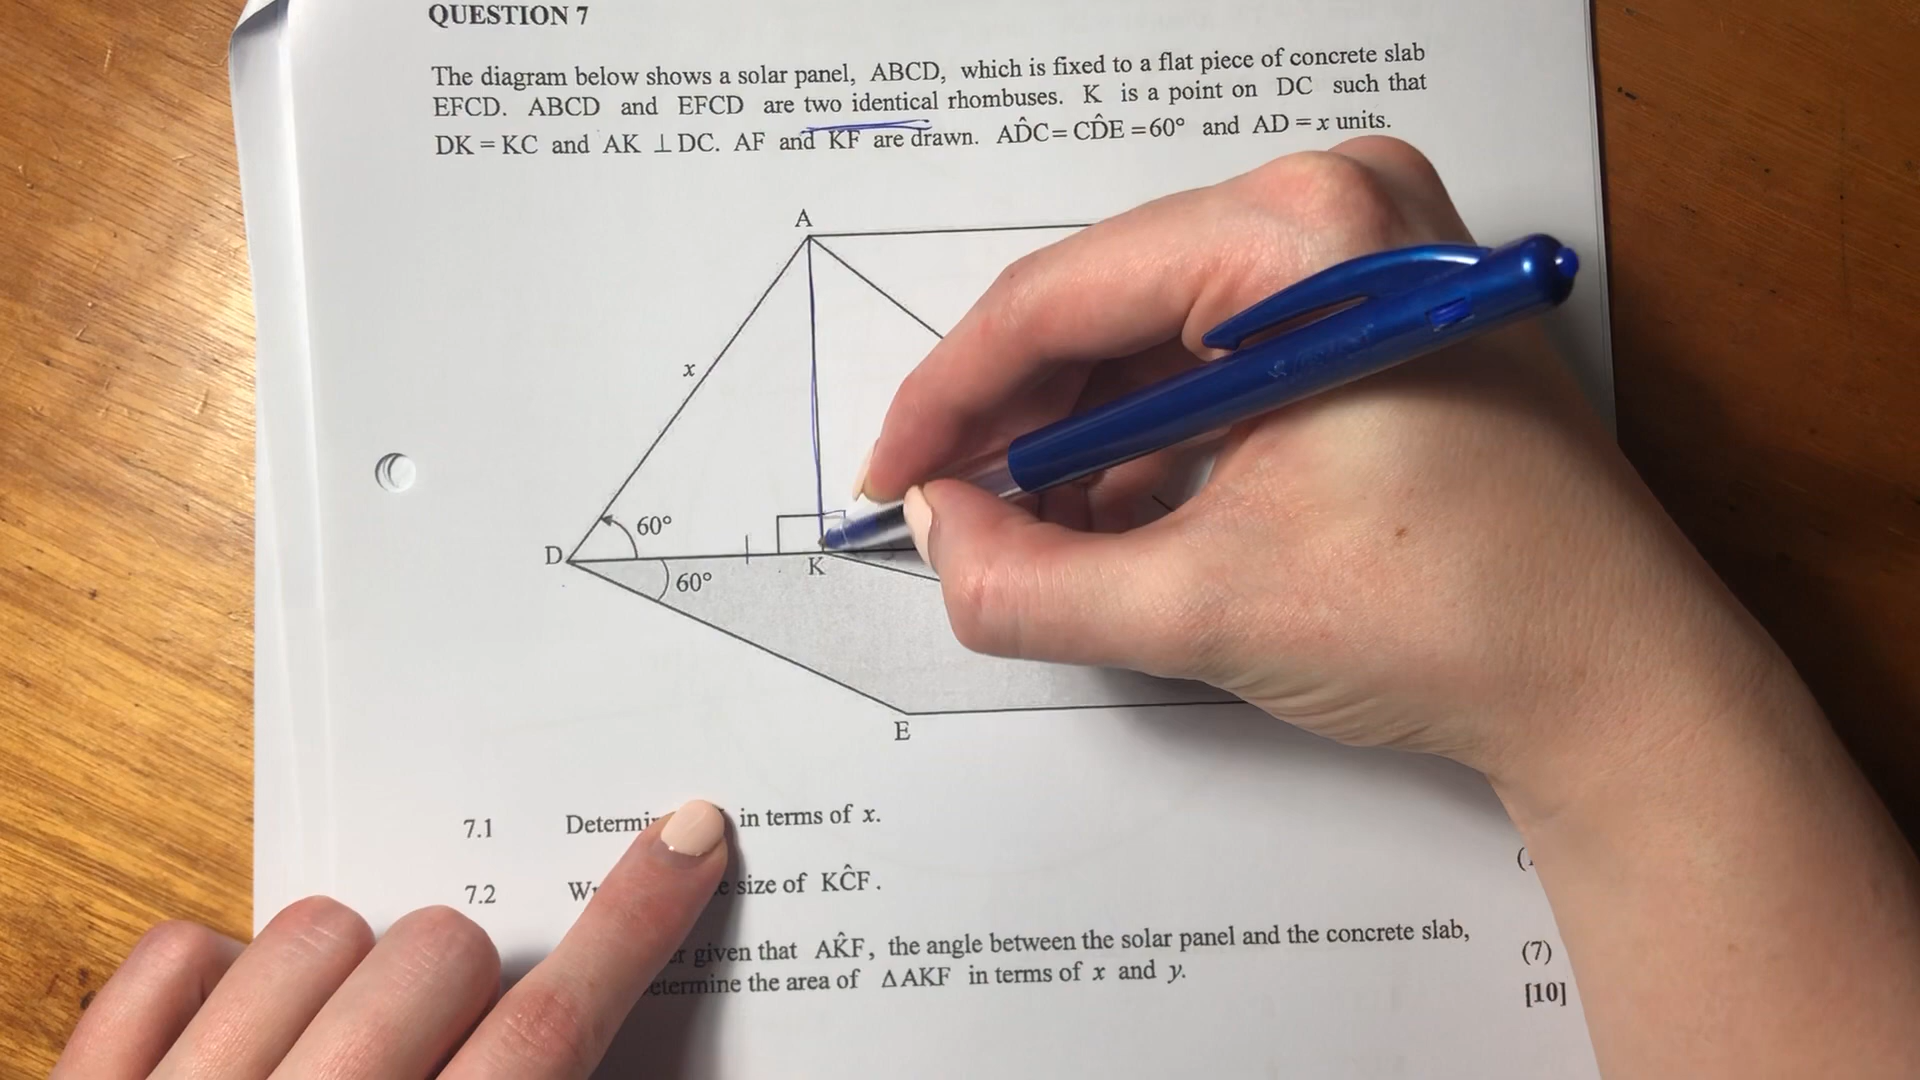 QUESTION 7
The diagram below shows a solar panel, ABCD, which is fixed to a flat piece of concrete slab
EFCD. ABCD and EFCD are two identical rhombuses. K is a point on DC such that
DK = KC and AK ⊥ DC. AF and KF are drawn. AD̂C = CD̂E = 60° and AD = x units.
A
x
60°
D
K
60°
E
7.1 in terms of x.
7.2 size of KĈF.
given that AK̂F, the angle between the solar panel and the concrete slab,
(7)
the area of ΔAKF in terms of x and y.
[10]